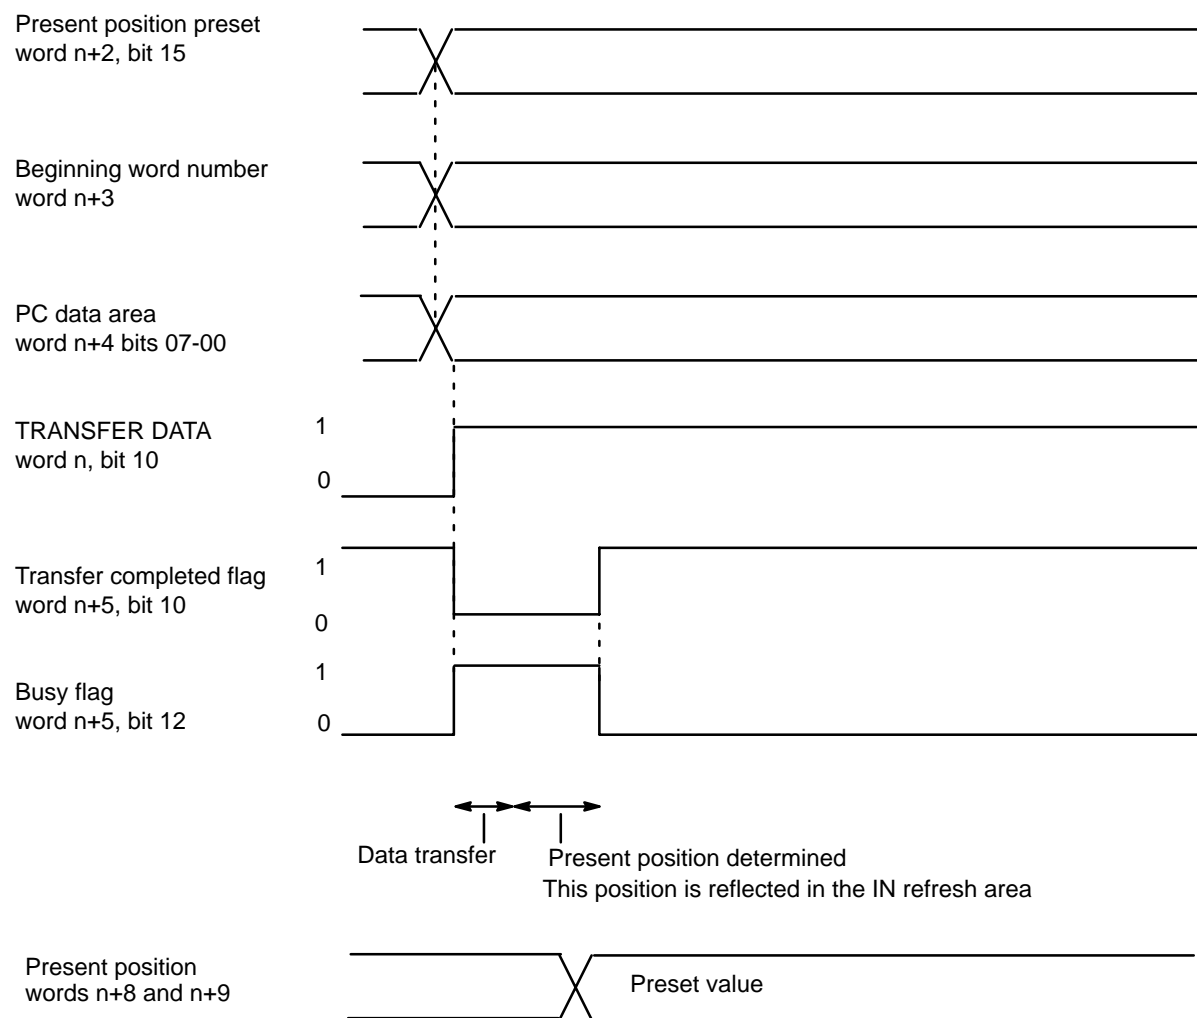 Present position preset
word n+2, bit 15
Beginning word number
word n+3
PC data area
word n+4 bits 07-00
TRANSFER DATA
word n, bit 10
1
0
Transfer completed flag
word n+5, bit 10
1
0
Busy flag
word n+5, bit 12
1
0
Data transfer
Present position determined
This position is reflected in the IN refresh area
Present position
words n+8 and n+9
Preset value